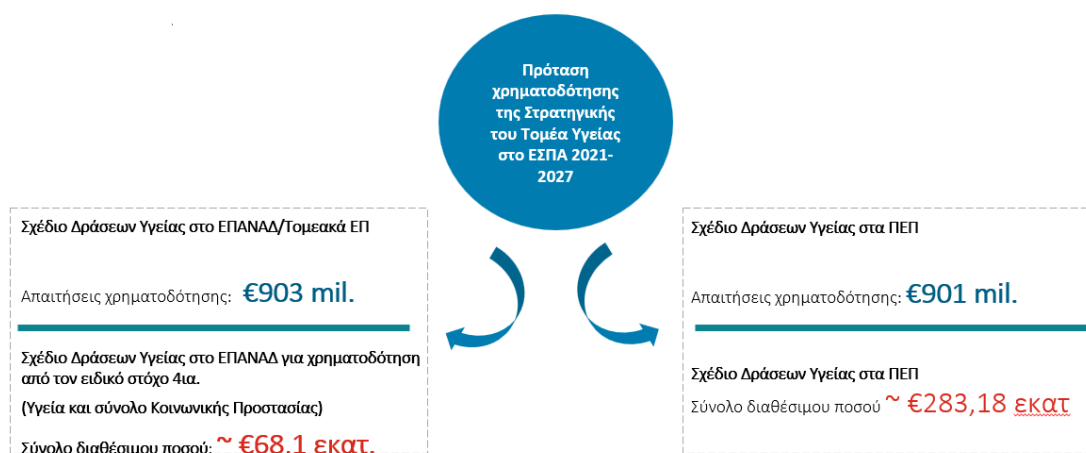 Πρόταση
χρηματοδότησης
της Στρατηγικής
του Τομέα Υγείας
στο ΕΣΠΑ 2021-
2027
Σχέδιο Δράσεων Υγείας στο ΕΠΑΝΑΔ/Τομεακά ΕΠ
Απαιτήσεις χρηματοδότησης: €903 mil.
Σχέδιο Δράσεων Υγείας στο ΕΠΑΝΑΔ για χρηματοδότηση
από τον ειδικό στόχο 4ια.
(Υγεία και σύνολο Κοινωνικής Προστασίας)
Σύνολο διαθέσιμου ποσού: ~ €68,1 εκατ.
Σχέδιο Δράσεων Υγείας στα ΠΕΠ
Απαιτήσεις χρηματοδότησης: €901 mil.
Σχέδιο Δράσεων Υγείας στα ΠΕΠ
Σύνολο διαθέσιμου ποσού ~ €283,18 εκατ